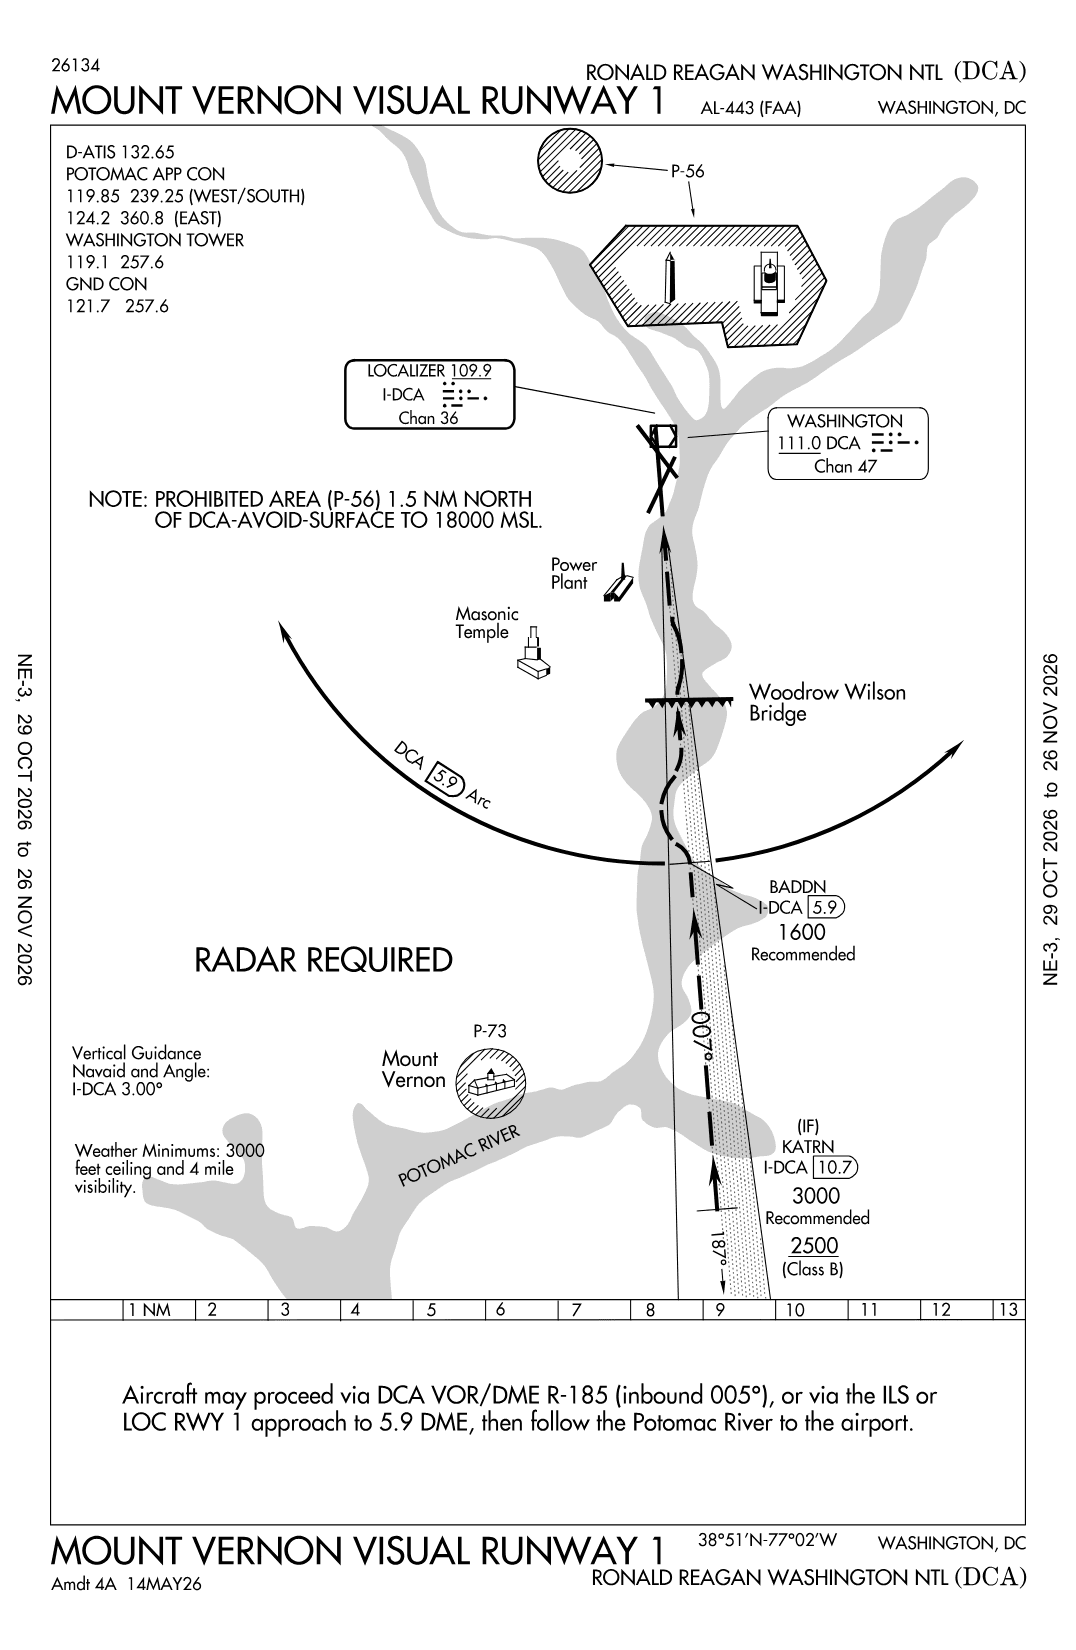 26134
RONALD REAGAN WASHINGTON NTL (DCA)
MOUNT VERNON VISUAL RUNWAY 1
AL-443 (FAA)
WASHINGTON, DC
D-ATIS 132.65
POTOMAC APP CON
119.85 239.25 (WEST/SOUTH)
124.2 360.8 (EAST)
WASHINGTON TOWER
119.1 257.6
GND CON
121.7 257.6
P-56
LOCALIZER 109.9
I-DCA
Chan 36
WASHINGTON
111.0 DCA
Chan 47
NOTE: PROHIBITED AREA (P-56) 1.5 NM NORTH
OF DCA-AVOID-SURFACE TO 18000 MSL.
Power
Plant
Masonic
Temple
Woodrow Wilson
Bridge
DCA 5.9 Arc
BADDN
I-DCA 5.9
1600
Recommended
RADAR REQUIRED
007°
P-73
Mount
Vernon
Vertical Guidance
Navaid and Angle:
I-DCA 3.00°
Weather Minimums: 3000
feet ceiling and 4 mile
visibility.
POTOMAC RIVER
(IF)
KATRN
I-DCA 10.7
3000
Recommended
2500
(Class B)
187°
1 NM 2 3 4 5 6 7 8 9 10 11 12 13
Aircraft may proceed via DCA VOR/DME R-185 (inbound 005°), or via the ILS or
LOC RWY 1 approach to 5.9 DME, then follow the Potomac River to the airport.
MOUNT VERNON VISUAL RUNWAY 1
38°51'N-77°02'W
WASHINGTON, DC
Amdt 4A 14MAY26
RONALD REAGAN WASHINGTON NTL (DCA)
NE-3, 29 OCT 2026 to 26 NOV 2026
NE-3, 29 OCT 2026 to 26 NOV 2026